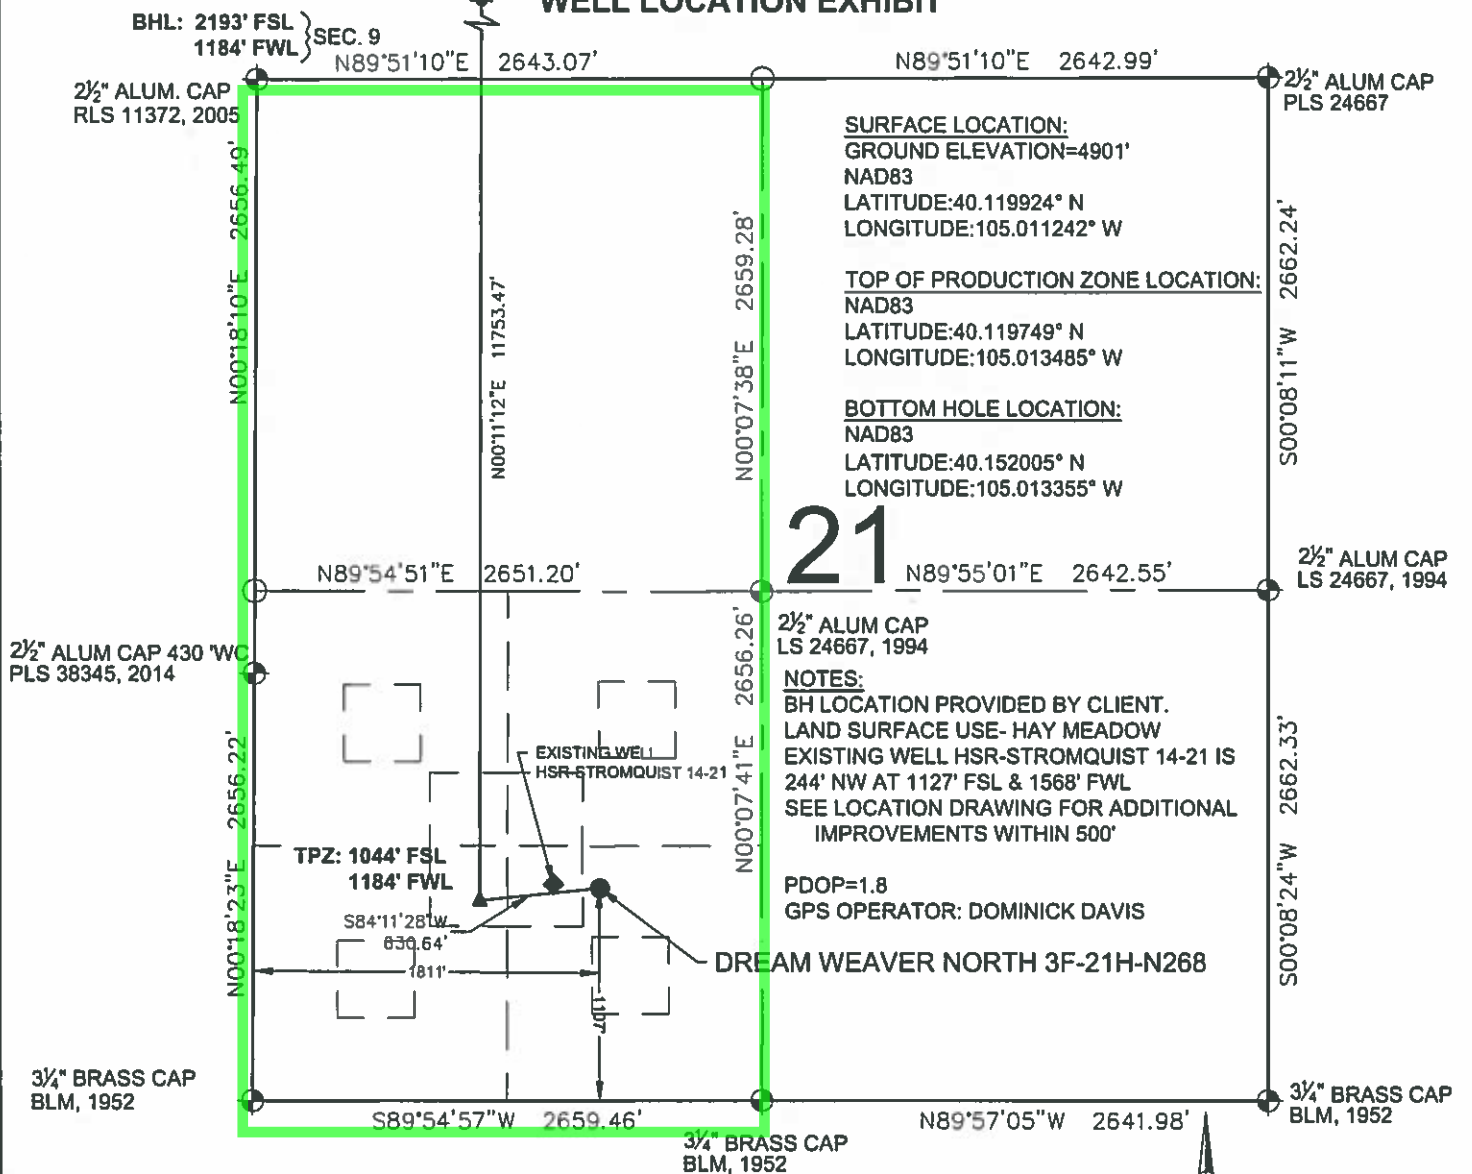 WELL LOCATION EXHIBIT
BHL: 2193' FSL
1184' FWL
SEC. 9
N89°51'10"E 2643.07'
N89°51'10"E 2642.99'
2½" ALUM. CAP
RLS 11372, 2005
2½" ALUM CAP
PLS 24667
SURFACE LOCATION:
GROUND ELEVATION=4901'
NAD83
LATITUDE:40.119924° N
LONGITUDE:105.011242° W
TOP OF PRODUCTION ZONE LOCATION:
NAD83
LATITUDE:40.119749° N
LONGITUDE:105.013485° W
BOTTOM HOLE LOCATION:
NAD83
LATITUDE:40.152005° N
LONGITUDE:105.013355° W
N00°18'10"E 2656.49'
N00°11'12"E 11753.47'
N00°07'38"E 2659.28'
S00°08'11"W 2662.24'
21
N89°54'51"E 2651.20'
N89°55'01"E 2642.55'
2½" ALUM CAP
LS 24667, 1994
2½" ALUM CAP
LS 24667, 1994
2½" ALUM CAP 430 'WC
PLS 38345, 2014
NOTES:
BH LOCATION PROVIDED BY CLIENT.
LAND SURFACE USE- HAY MEADOW
EXISTING WELL HSR-STROMQUIST 14-21 IS
244' NW AT 1127' FSL & 1568' FWL
SEE LOCATION DRAWING FOR ADDITIONAL
IMPROVEMENTS WITHIN 500'
PDOP=1.8
GPS OPERATOR: DOMINICK DAVIS
EXISTING WELL
HSR-STROMQUIST 14-21
N00°18'23"E 2656.22'
N00°07'41"E 2656.26'
S00°08'24"W 2662.33'
TPZ: 1044' FSL
1184' FWL
S84°11'28"W
630.64'
1811'
1107'
DREAM WEAVER NORTH 3F-21H-N268
3¼" BRASS CAP
BLM, 1952
S89°54'57"W 2659.46'
3¼" BRASS CAP
BLM, 1952
N89°57'05"W 2641.98'
3¼" BRASS CAP
BLM, 1952